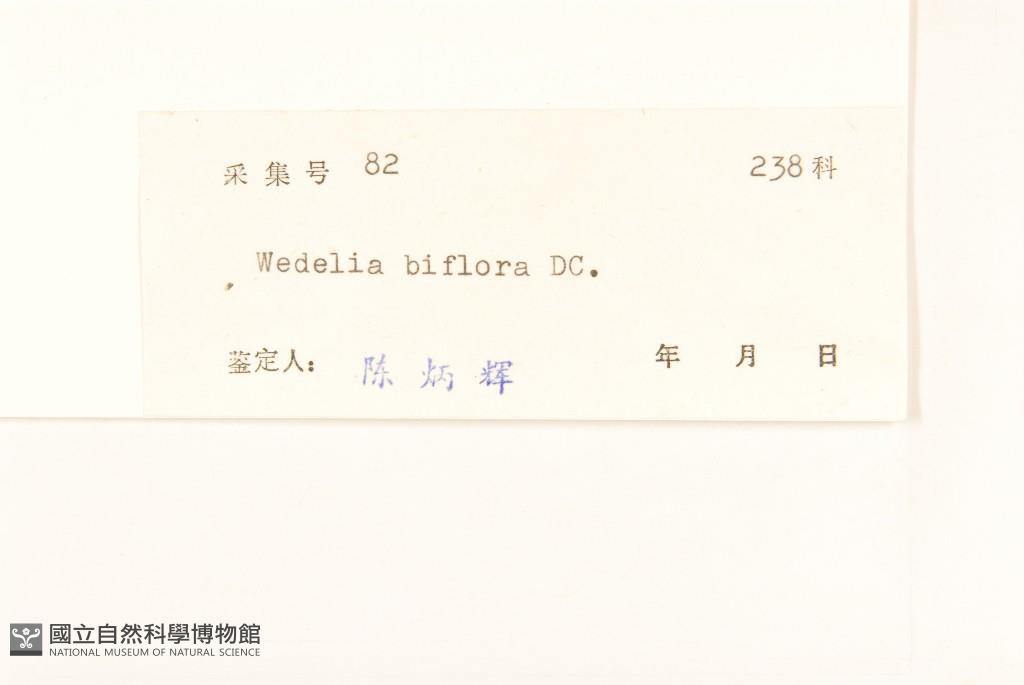 采集号 82 238科
Wedelia biflora DC.
鉴定人: 陈炳辉 年 月 日
國立自然科學博物館
NATIONAL MUSEUM OF NATURAL SCIENCE